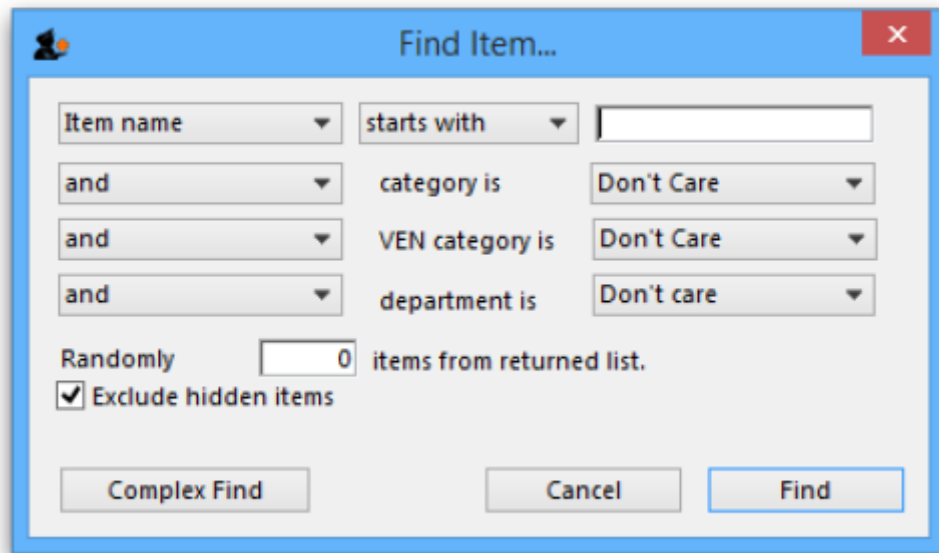 Find Item...
Item name starts with
and category is Don't Care
and VEN category is Don't Care
and department is Don't care
Randomly 0 items from returned list.
Exclude hidden items
Complex Find Cancel Find